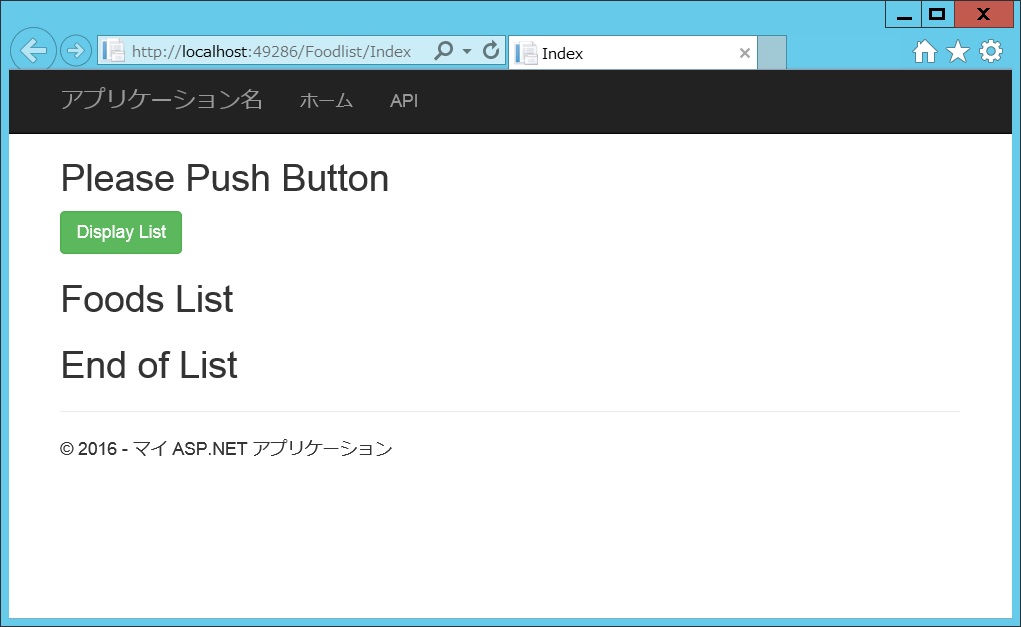 http://localhost:49286/Foodlist/Index Index
アプリケーション名 ホーム API
Please Push Button
Display List
Foods List
End of List
© 2016 - マイ ASP.NET アプリケーション